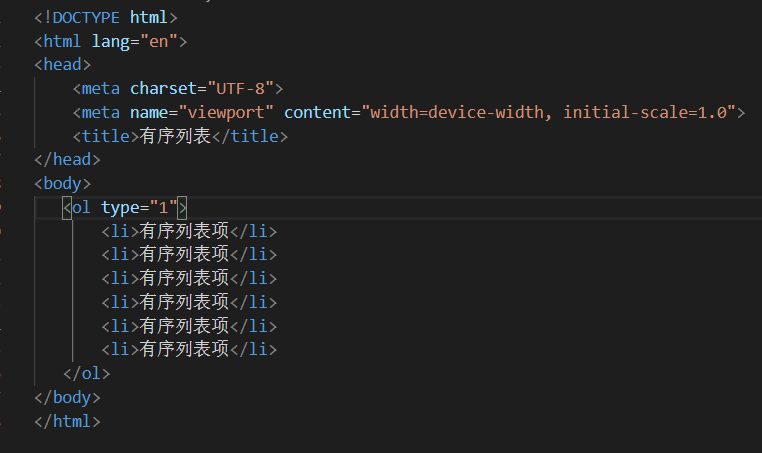 <!DOCTYPE html>
<html lang="en">
<head>
    <meta charset="UTF-8">
    <meta name="viewport" content="width=device-width, initial-scale=1.0">
    <title>有序列表</title>
</head>
<body>
   <ol type="1">
       <li>有序列表项</li>
       <li>有序列表项</li>
       <li>有序列表项</li>
       <li>有序列表项</li>
       <li>有序列表项</li>
       <li>有序列表项</li>
   </ol>
</body>
</html>